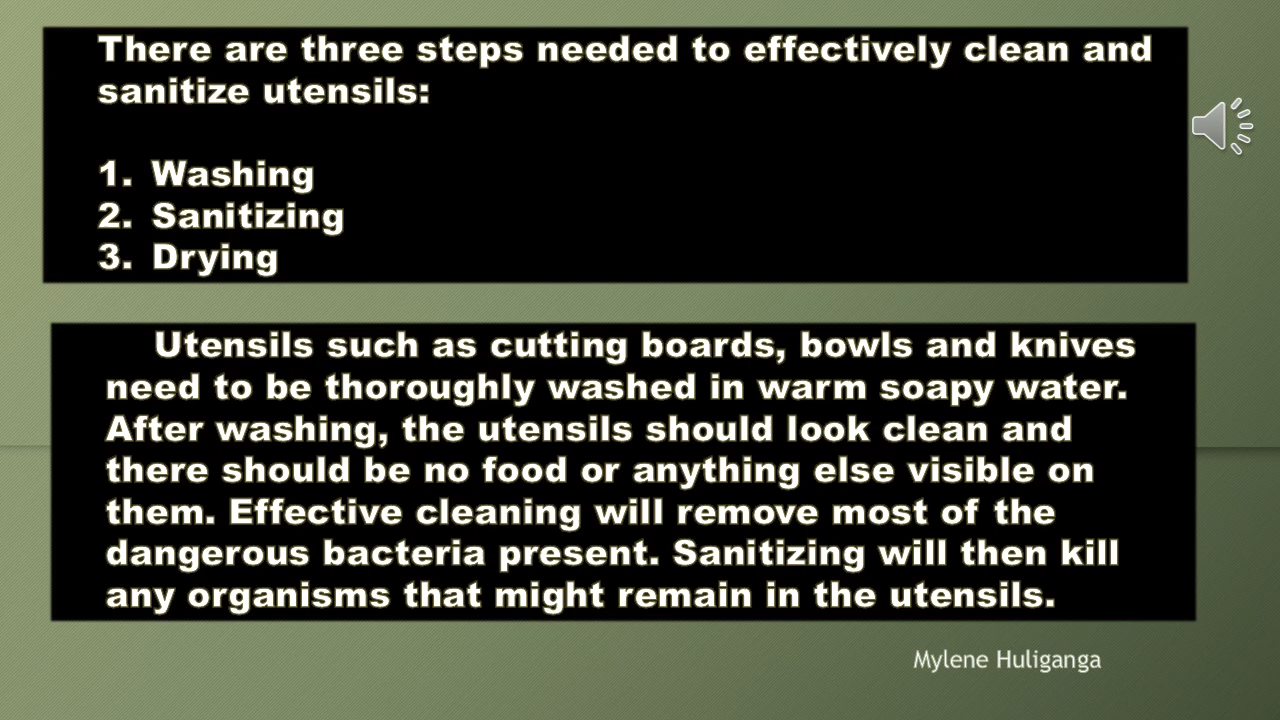 There are three steps needed to effectively clean and
sanitize utensils:
1. Washing
2. Sanitizing
3. Drying
Utensils such as cutting boards, bowls and knives
need to be thoroughly washed in warm soapy water.
After washing, the utensils should look clean and
there should be no food or anything else visible on
them. Effective cleaning will remove most of the
dangerous bacteria present. Sanitizing will then kill
any organisms that might remain in the utensils.
Mylene Huliganga